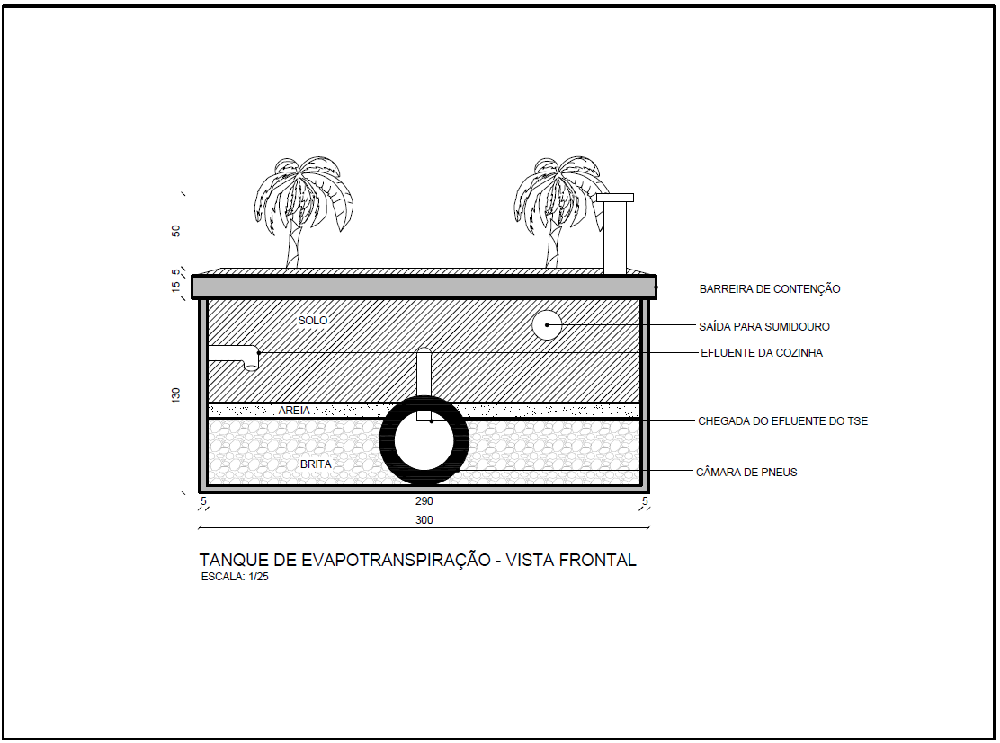 50
5
15
BARREIRA DE CONTENÇÃO
SOLO
SAÍDA PARA SUMIDOURO
EFLUENTE DA COZINHA
130
AREIA
CHEGADA DO EFLUENTE DO TSE
BRITA
CÂMARA DE PNEUS
5 290 5
300
TANQUE DE EVAPOTRANSPIRAÇÃO - VISTA FRONTAL
ESCALA: 1/25